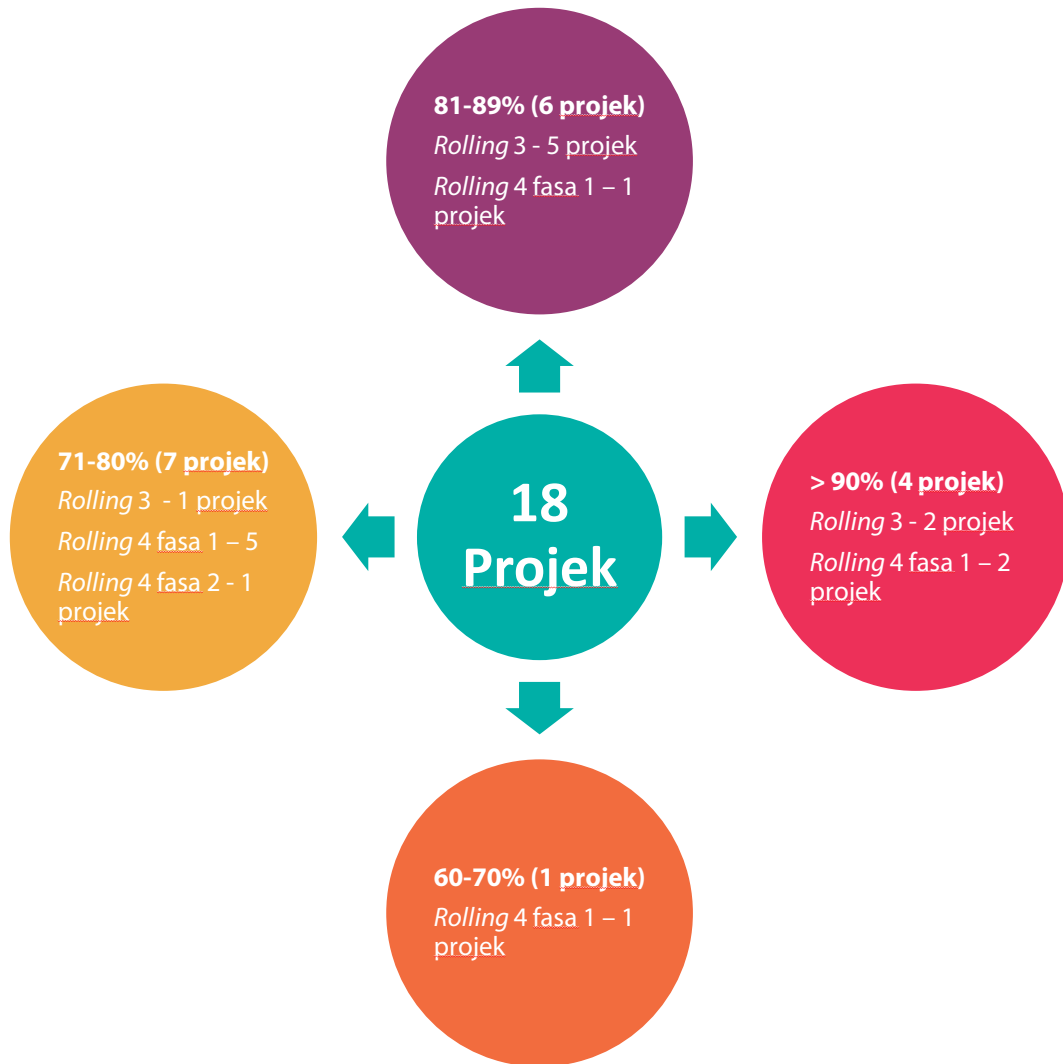 81-89% (6 projek)
Rolling 3 - 5 projek
Rolling 4 fasa 1 – 1
projek
71-80% (7 projek)
Rolling 3  - 1 projek
Rolling 4 fasa 1 – 5
Rolling 4 fasa 2 - 1
projek
18
Projek
> 90% (4 projek)
Rolling 3 - 2 projek
Rolling 4 fasa 1 – 2
projek
60-70% (1 projek)
Rolling 4 fasa 1 – 1
projek